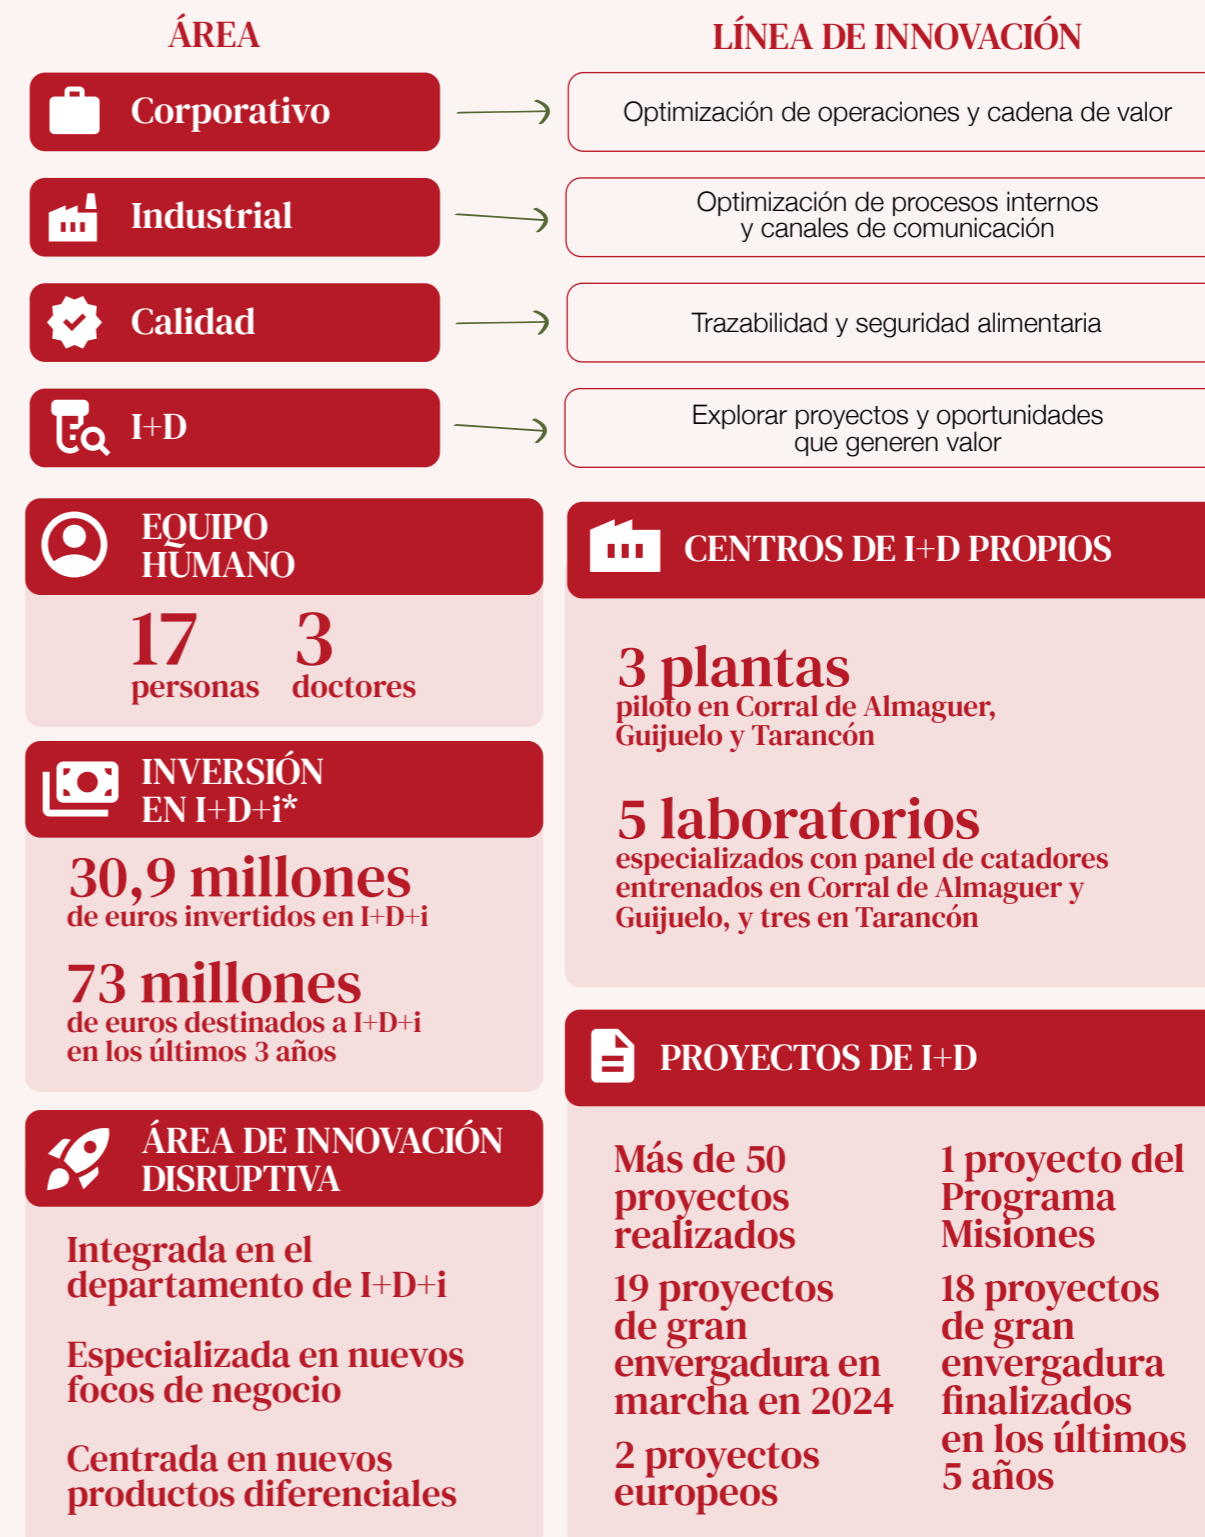 ÁREA
LÍNEA DE INNOVACIÓN
Corporativo
Optimización de operaciones y cadena de valor
Industrial
Optimización de procesos internos
y canales de comunicación
Calidad
Trazabilidad y seguridad alimentaria
I+D
Explorar proyectos y oportunidades
que generen valor
EQUIPO
HUMANO
17
personas
3
doctores
INVERSIÓN
EN I+D+i*
30,9 millones
de euros invertidos en I+D+i
73 millones
de euros destinados a I+D+i
en los últimos 3 años
ÁREA DE INNOVACIÓN
DISRUPTIVA
Integrada en el
departamento de I+D+i
Especializada en nuevos
focos de negocio
Centrada en nuevos
productos diferenciales
CENTROS DE I+D PROPIOS
3 plantas
piloto en Corral de Almaguer,
Guijuelo y Tarancón
5 laboratorios
especializados con panel de catadores
entrenados en Corral de Almaguer y
Guijuelo, y tres en Tarancón
PROYECTOS DE I+D
Más de 50
proyectos
realizados
19 proyectos
de gran
envergadura en
marcha en 2024
2 proyectos
europeos
1 proyecto del
Programa
Misiones
18 proyectos
de gran
envergadura
finalizados
en los últimos
5 años